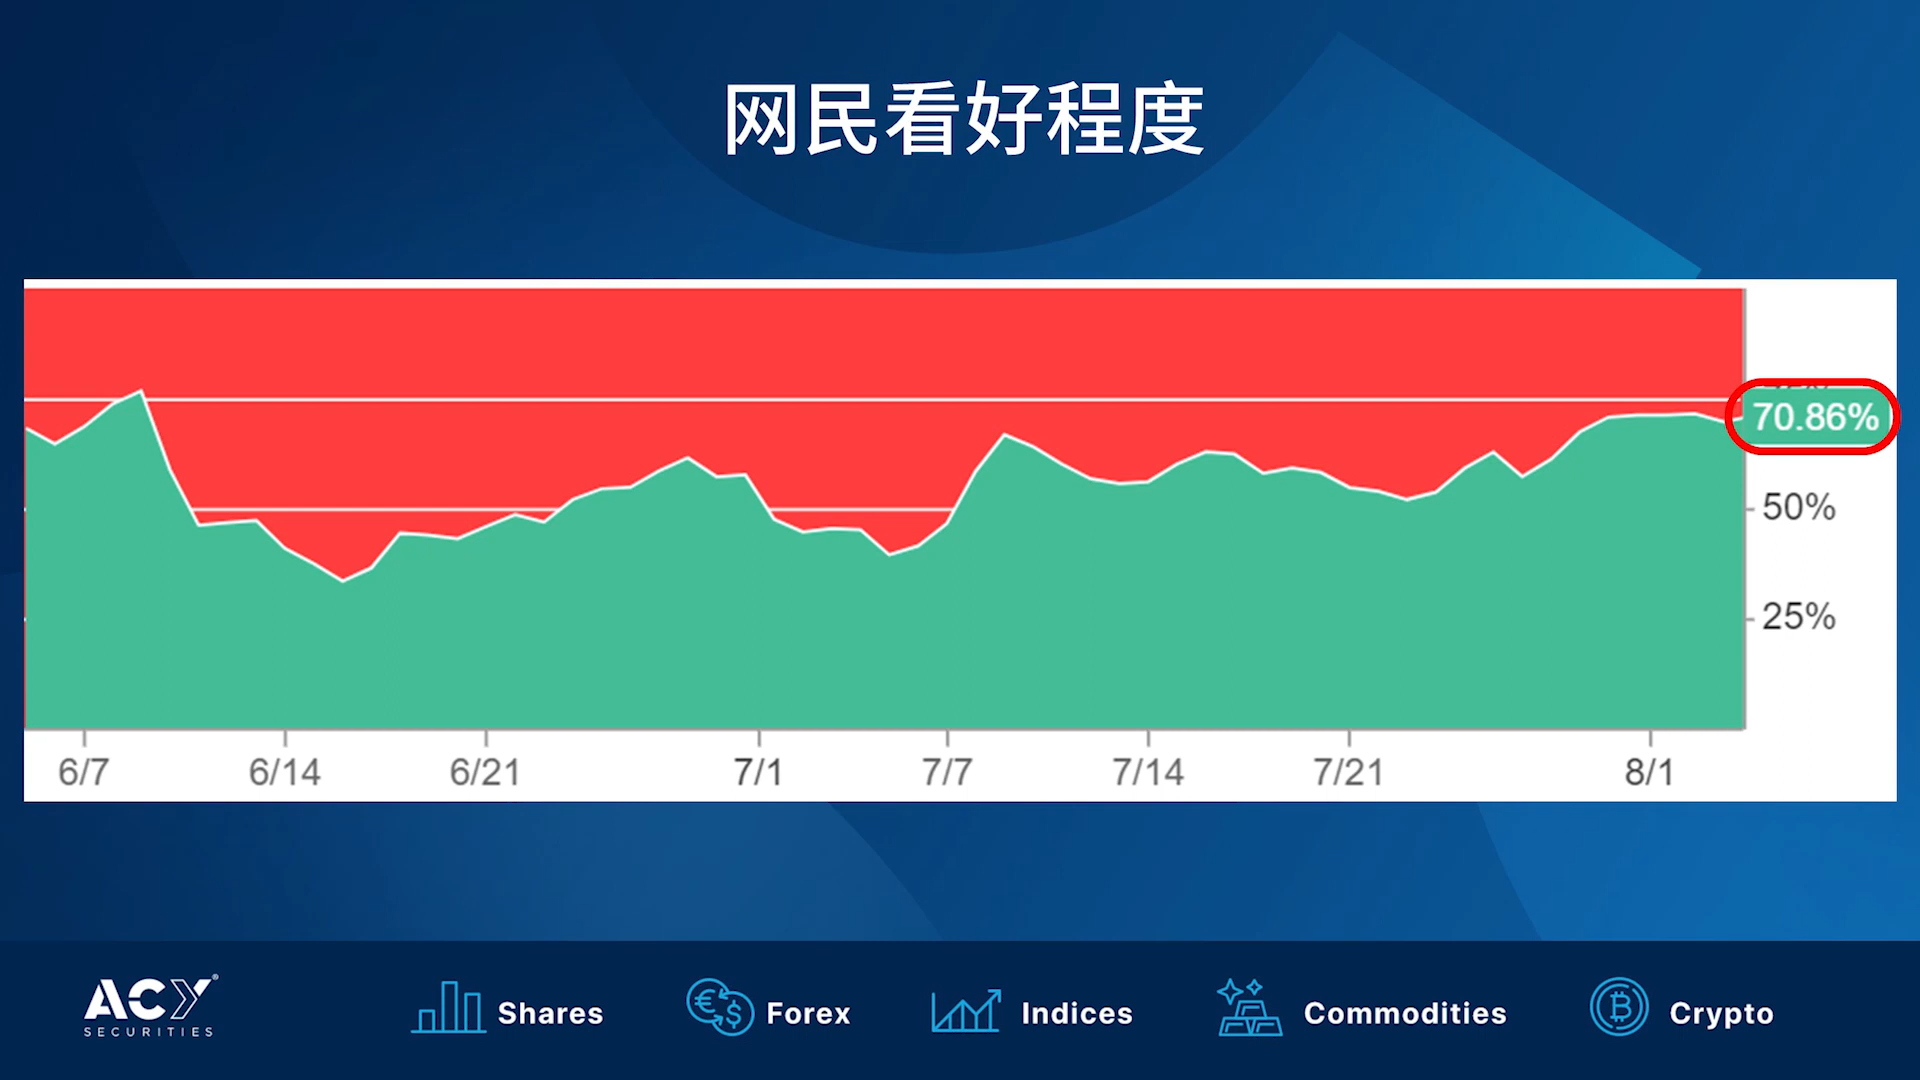 网民看好程度
70.86%
50%
25%
6/7 6/14 6/21 7/1 7/7 7/14 7/21 8/1
ACY®
SECURITIES
Shares
Forex
Indices
Commodities
Crypto